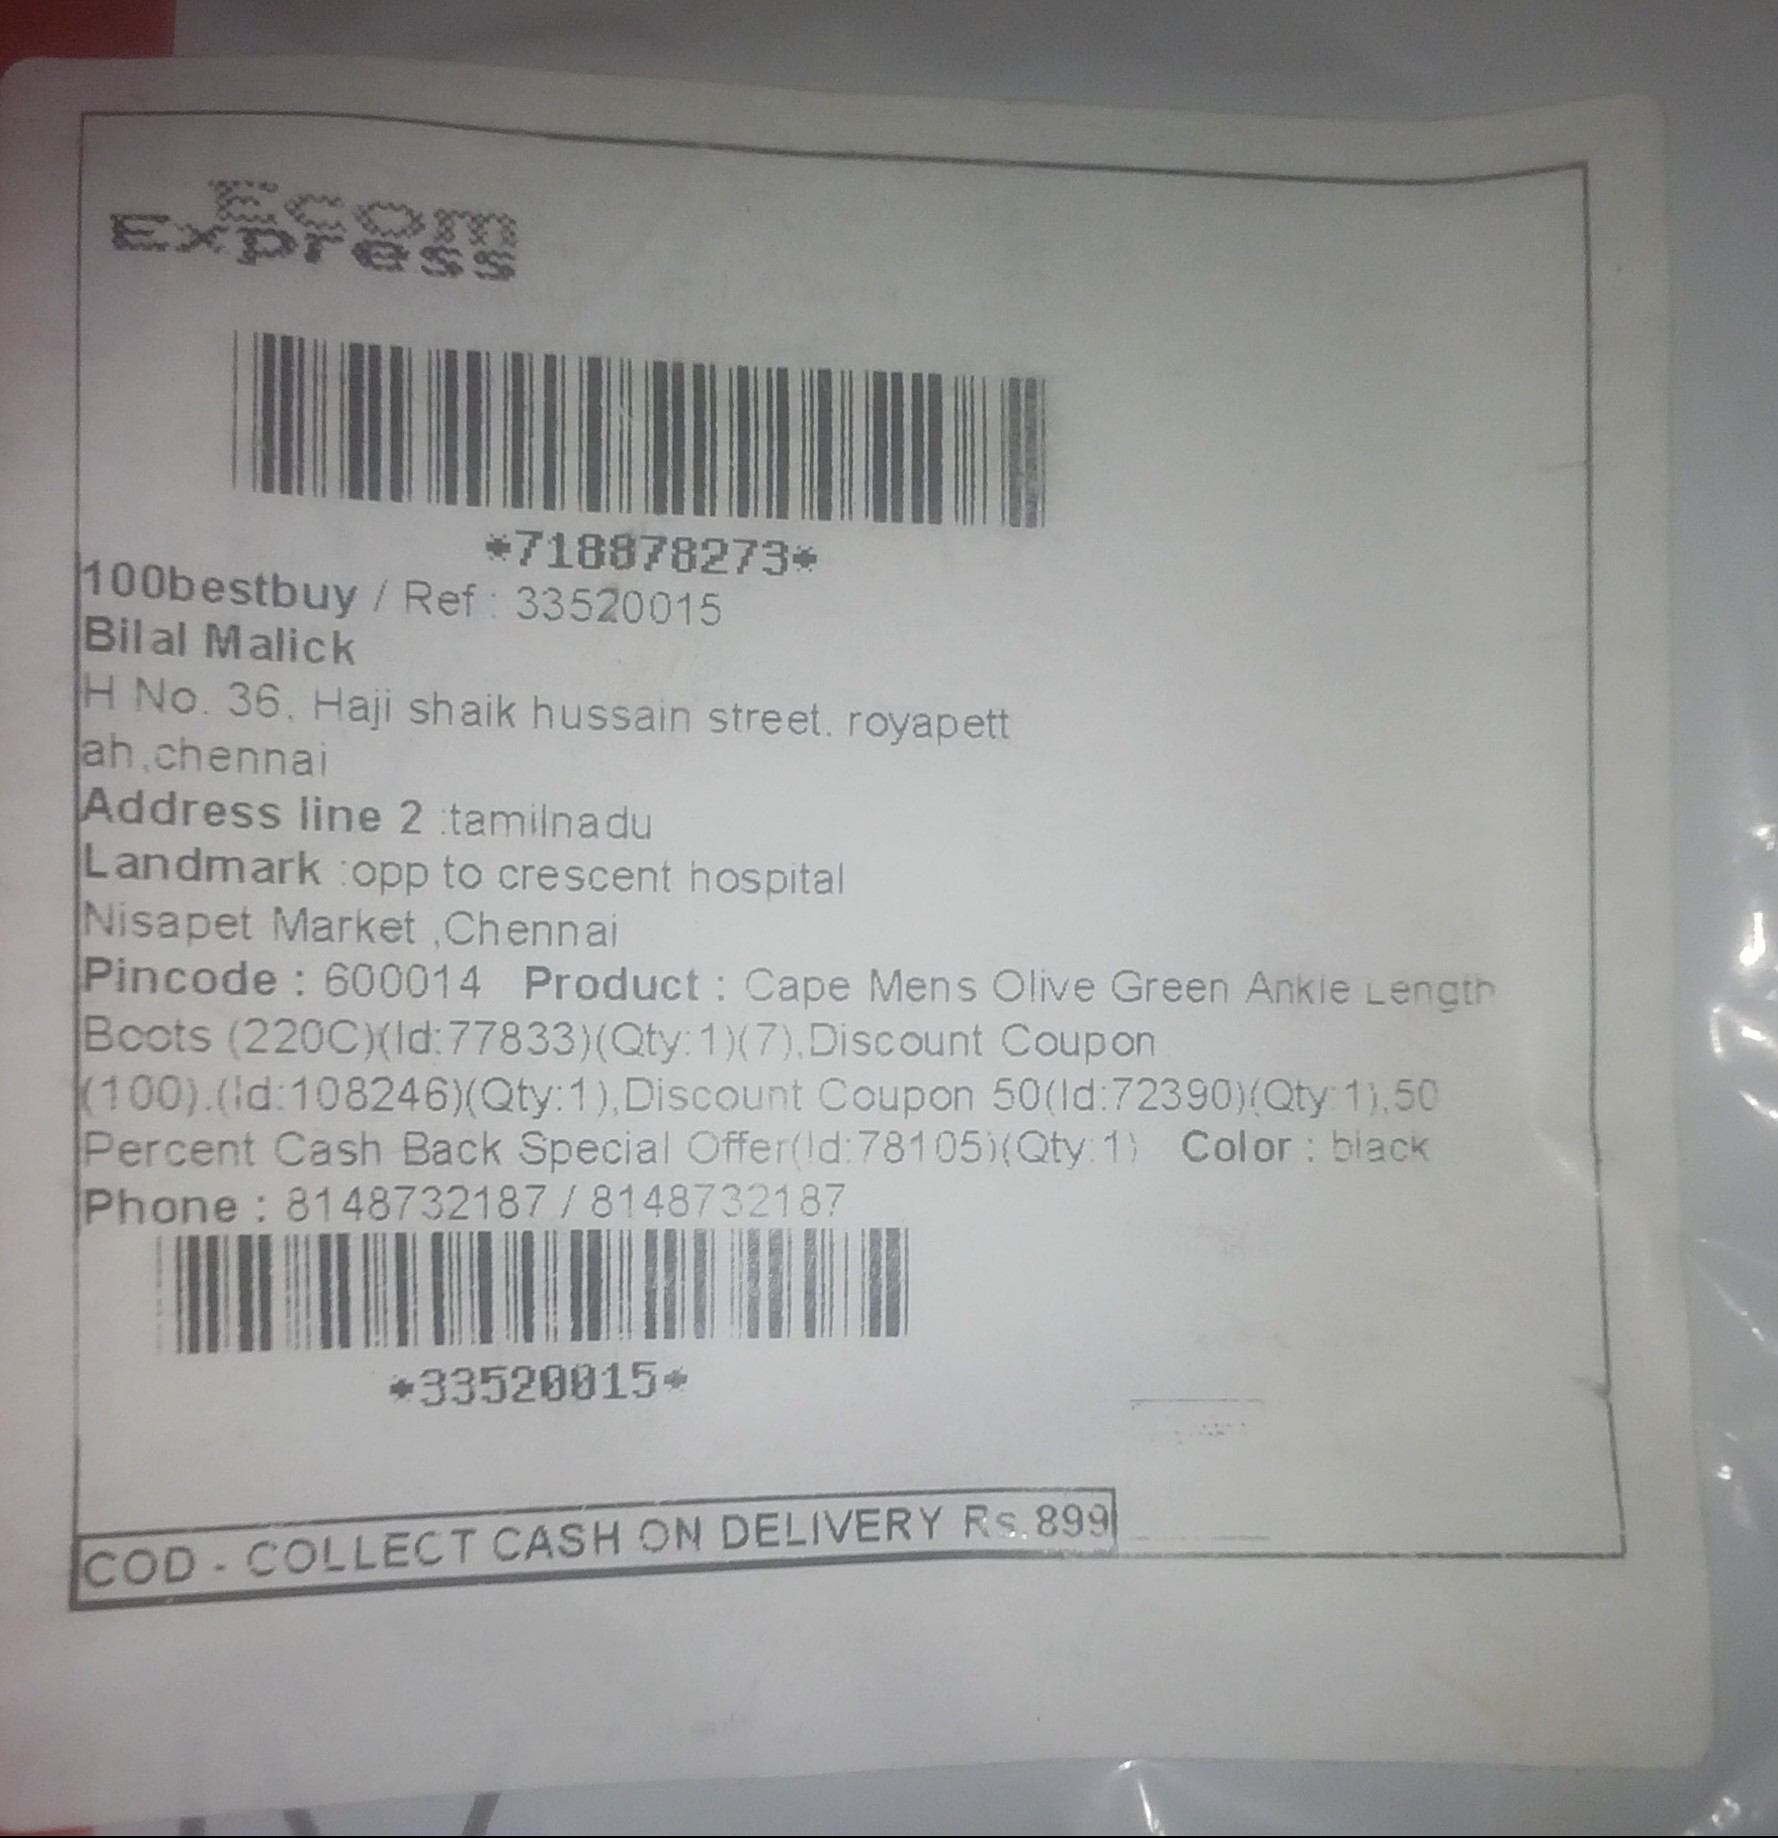 Ecom
Express
*718878273*
100bestbuy / Ref : 33520015
Bilal Malick
H No. 36, Haji shaik hussain street, royapett
ah,chennai
Address line 2 :tamilnadu
Landmark :opp to crescent hospital
Nisapet Market ,Chennai
Pincode : 600014 Product : Cape Mens Olive Green Ankle Length
Boots (220C)(Id:77833)(Qty:1)(7),Discount Coupon
(100).(Id:108246)(Qty:1),Discount Coupon 50(Id:72390)(Qty:1),50
Percent Cash Back Special Offer(Id:78105)(Qty:1) Color : black
Phone : 8148732187 / 8148732187
*33520015*
COD - COLLECT CASH ON DELIVERY Rs.899